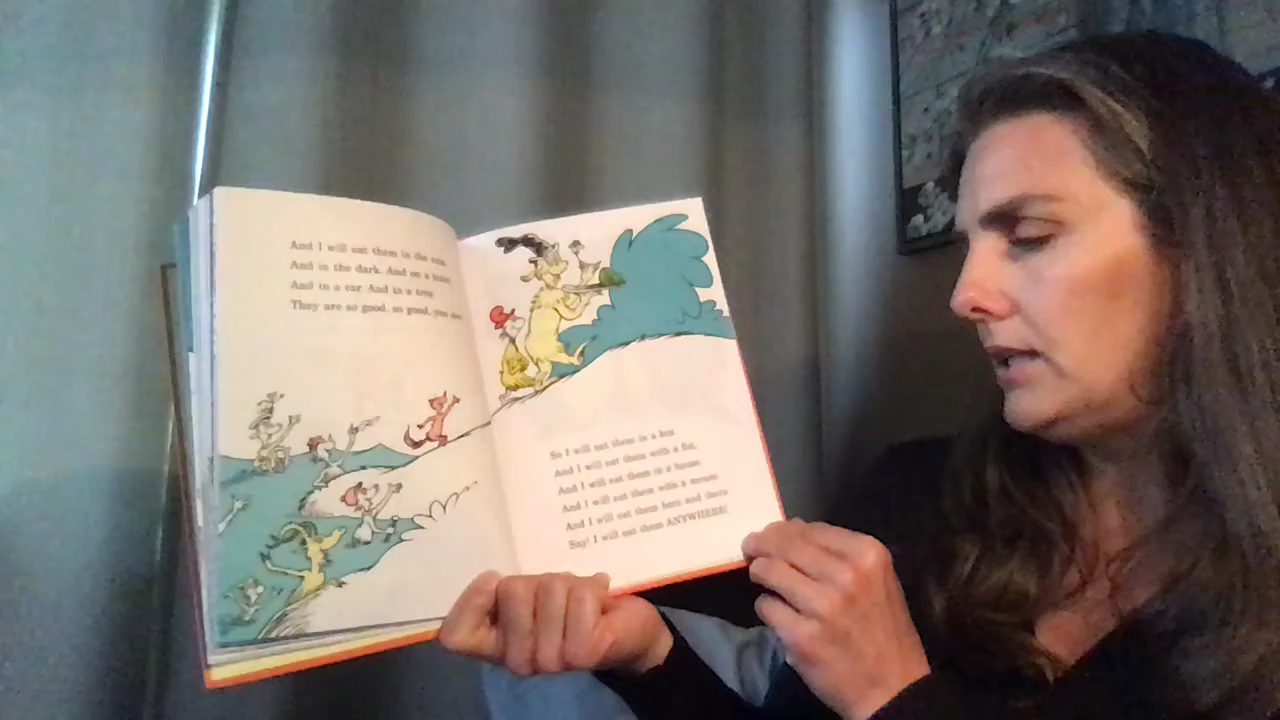 And I will eat them in the rain.
And in the dark. And on a train.
And in a car. And in a tree.
They are so good, so good, you see!
So I will eat them in a box.
And I will eat them with a fox.
And I will eat them in a house.
And I will eat them with a mouse.
And I will eat them here and there.
Say! I will eat them ANYWHERE!